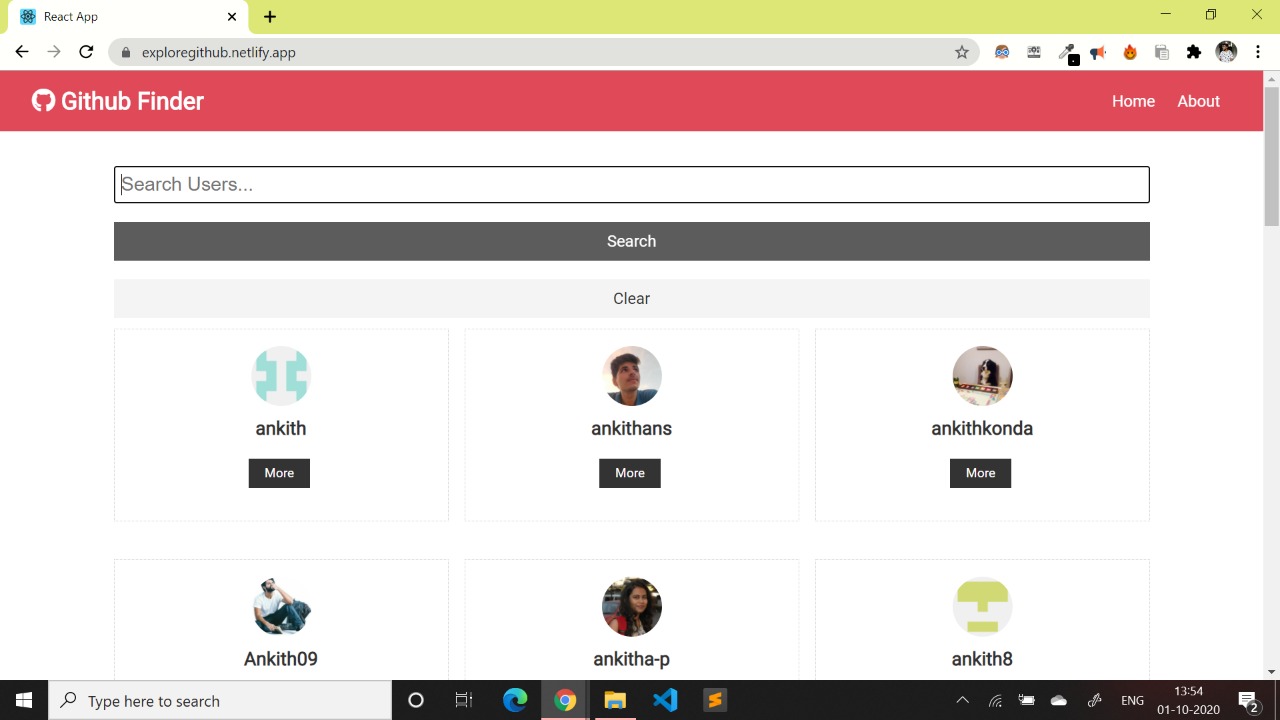 React App
exploregithub.netlify.app
Github Finder
Home About
Search Users...
Search
Clear
ankith ankithans ankithkonda
More More More
Ankith09 ankitha-p ankith8
Type here to search
ENG
13:54
01-10-2020
2